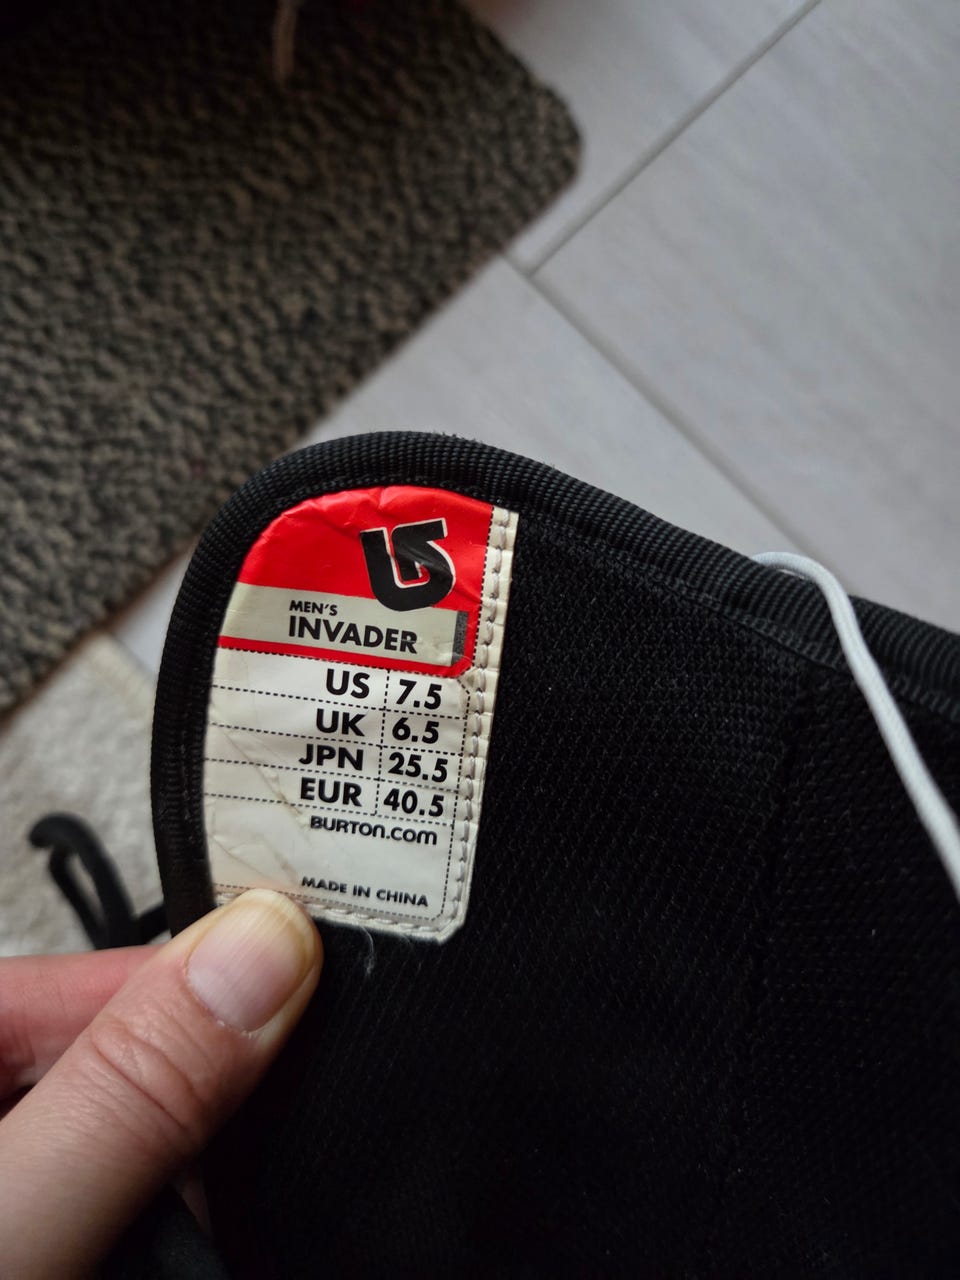 MEN'S
INVADER
US 7.5
UK 6.5
JPN 25.5
EUR 40.5
BURTON.COM
MADE IN CHINA